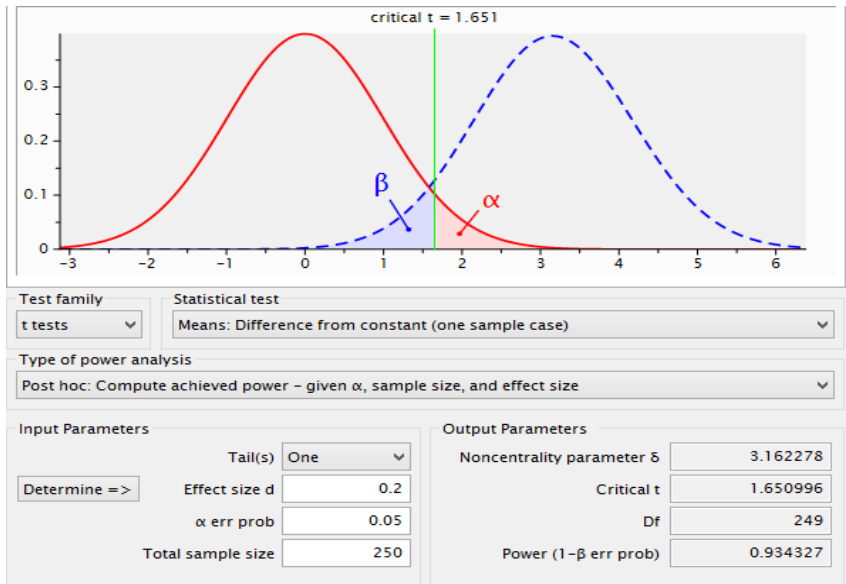 critical t = 1.651
0.3
0.2
0.1
0
β
α
-3 -2 -1 0 1 2 3 4 5 6
Test family
Statistical test
t tests
Means: Difference from constant (one sample case)
Type of power analysis
Post hoc: Compute achieved power – given α, sample size, and effect size
Input Parameters
Output Parameters
Tail(s) One
Noncentrality parameter δ 3.162278
Determine => Effect size d 0.2
Critical t 1.650996
α err prob 0.05
Df 249
Total sample size 250
Power (1-β err prob) 0.934327